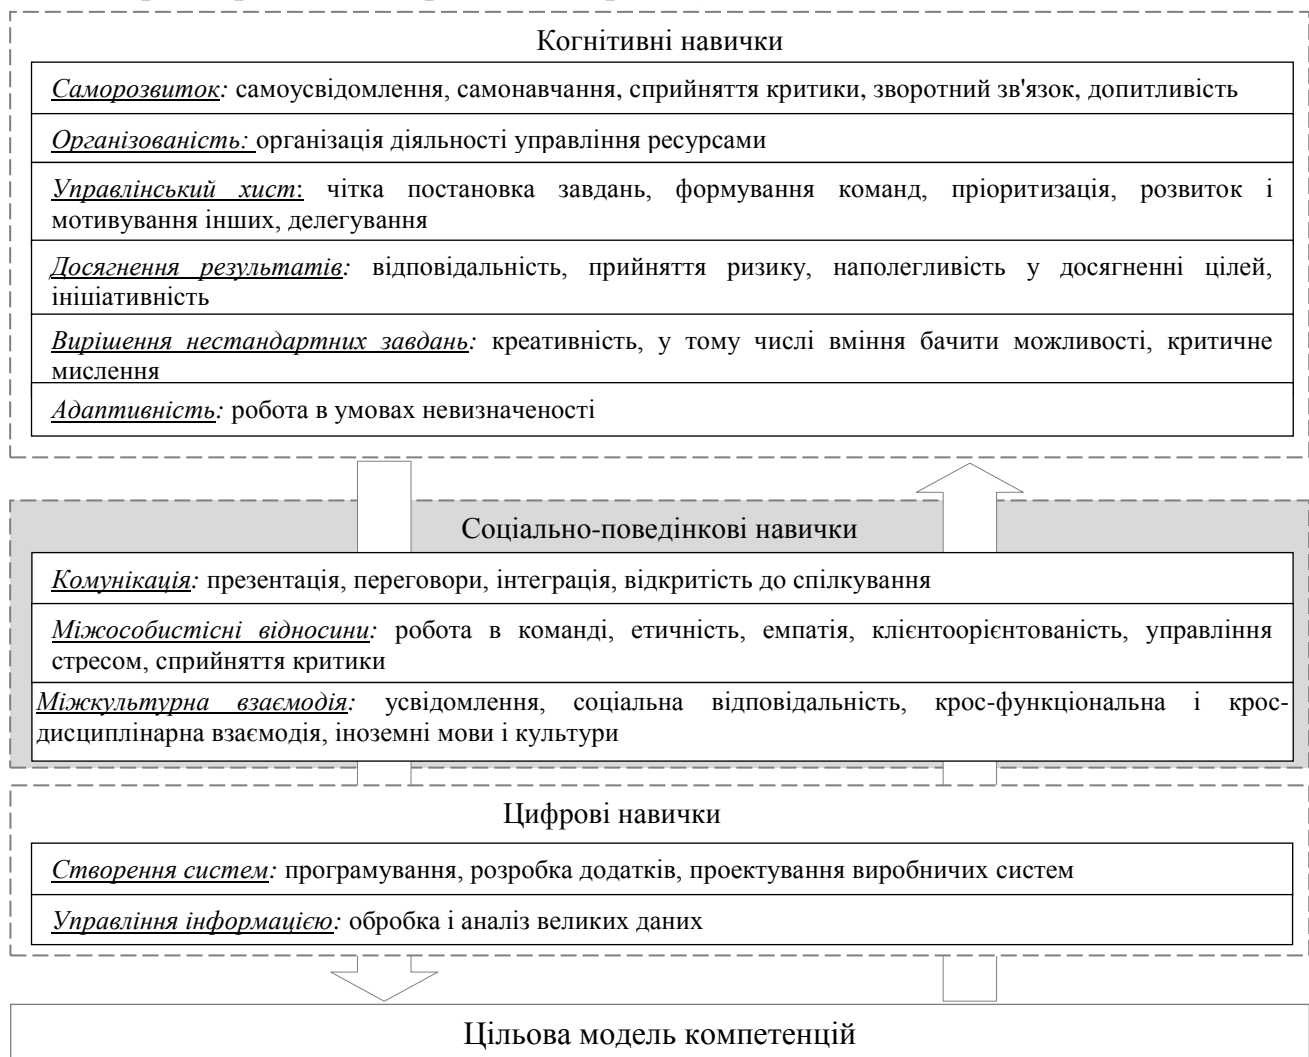 Когнітивні навички
Саморозвиток: самоусвідомлення, самонавчання, сприйняття критики, зворотний зв'язок, допитливість
Організованість: організація діяльності управління ресурсами
Управлінський хист: чітка постановка завдань, формування команд, пріоритизація, розвиток і
мотивування інших, делегування
Досягнення результатів: відповідальність, прийняття ризику, наполегливість у досягненні цілей,
ініціативність
Вирішення нестандартних завдань: креативність, у тому числі вміння бачити можливості, критичне
мислення
Адаптивність: робота в умовах невизначеності
Соціально-поведінкові навички
Комунікація: презентація, переговори, інтеграція, відкритість до спілкування
Міжособистісні відносини: робота в команді, етичність, емпатія, клієнтоорієнтованість, управління
стресом, сприйняття критики
Міжкультурна взаємодія: усвідомлення, соціальна відповідальність, крос-функціональна і крос-
дисциплінарна взаємодія, іноземні мови і культури
Цифрові навички
Створення систем: програмування, розробка додатків, проектування виробничих систем
Управління інформацією: обробка і аналіз великих даних
Цільова модель компетенцій